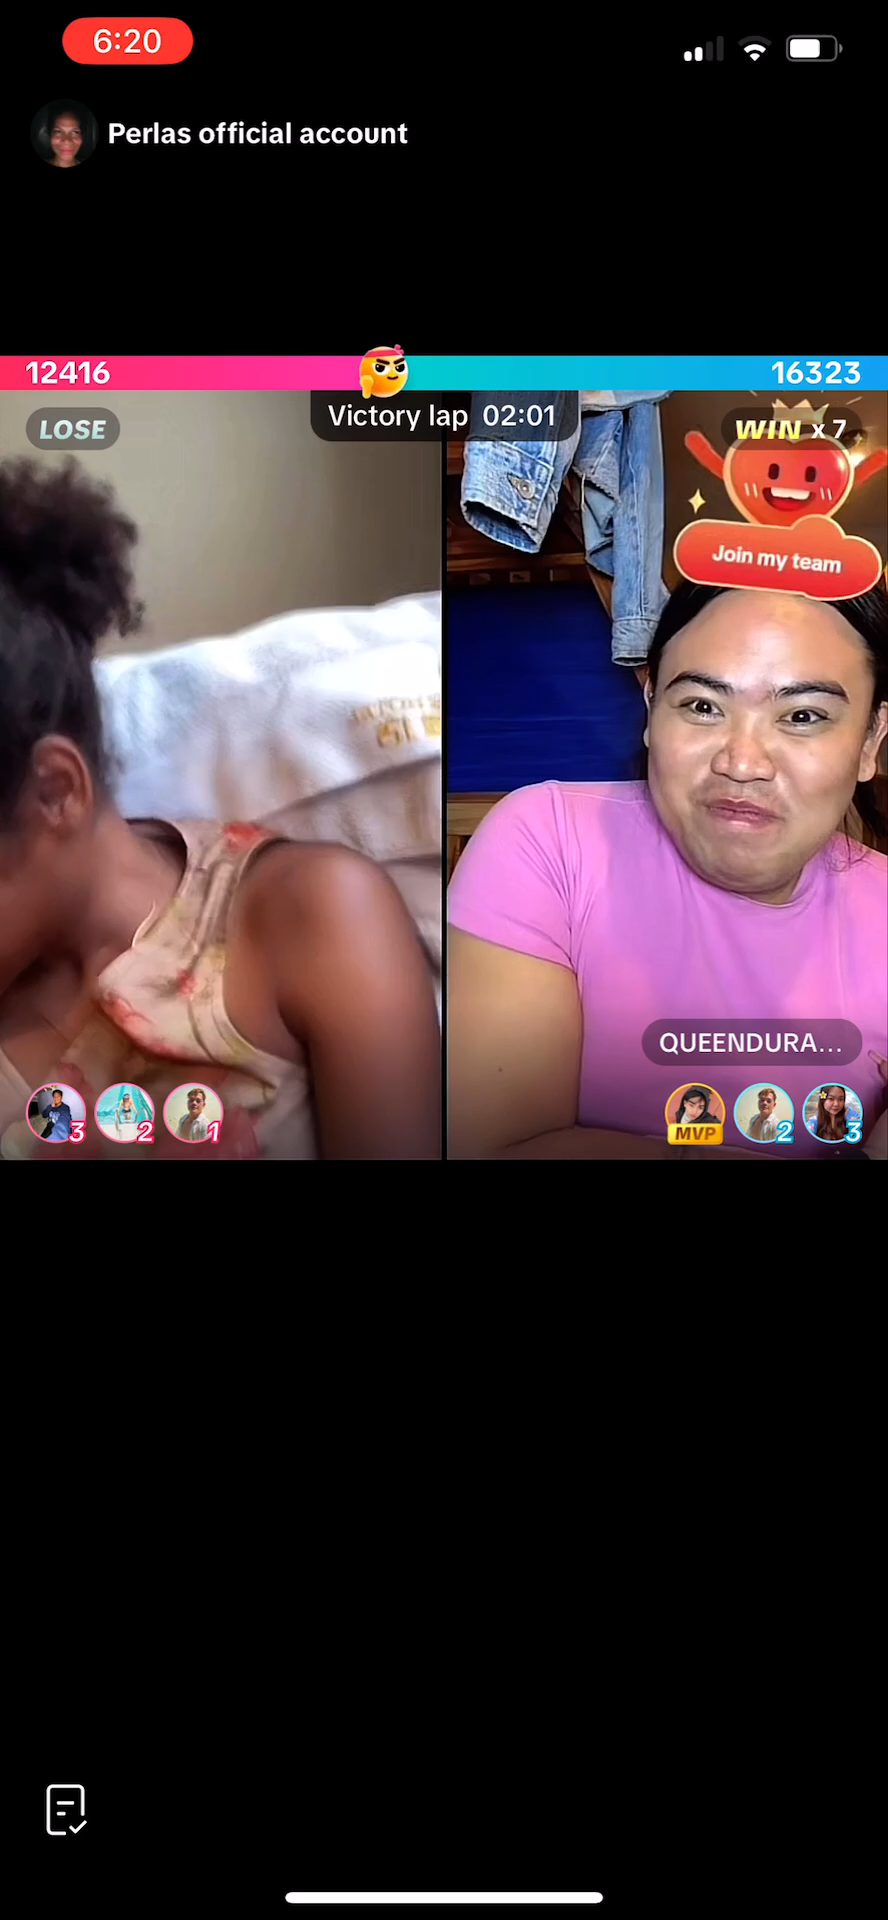 6:20
Perlas official account
12416
16323
Victory lap 02:01
LOSE
WIN x 7
Join my team
QUEENDURA...
3
2
1
MVP
2
3